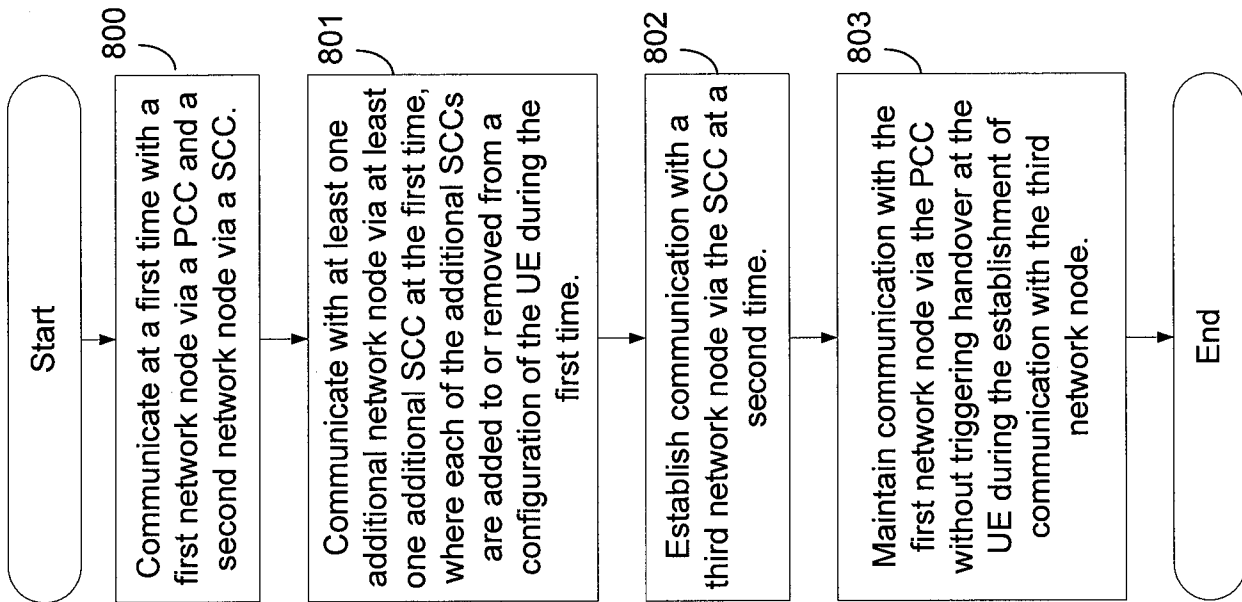 Start
800
Communicate at a first time with a
first network node via a PCC and a
second network node via a SCC.
801
Communicate with at least one
additional network node via at least
one additional SCC at the first time,
where each of the additional SCCs
are added to or removed from a
configuration of the UE during the
first time.
802
Establish communication with a
third network node via the SCC at a
second time.
803
Maintain communication with the
first network node via the PCC
without triggering handover at the
UE during the establishment of
communication with the third
network node.
End